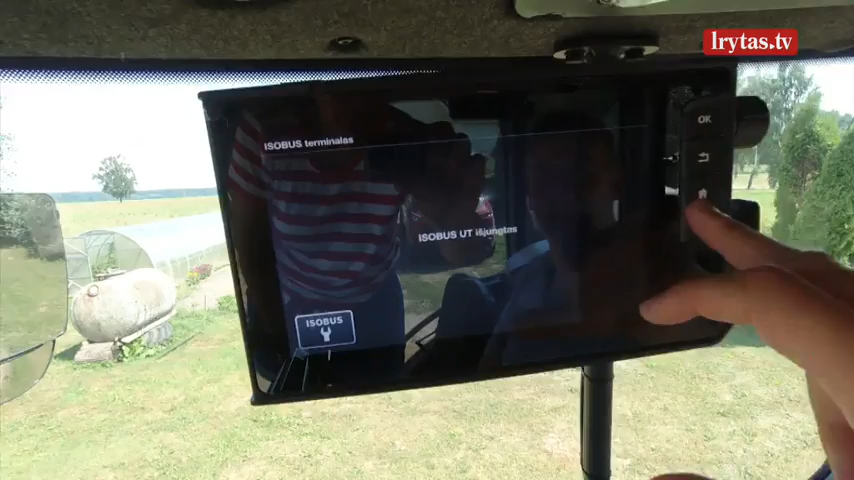 lrytas.tv
OK
ISOBUS terminalas
ISOBUS UT išjungtas
ISOBUS